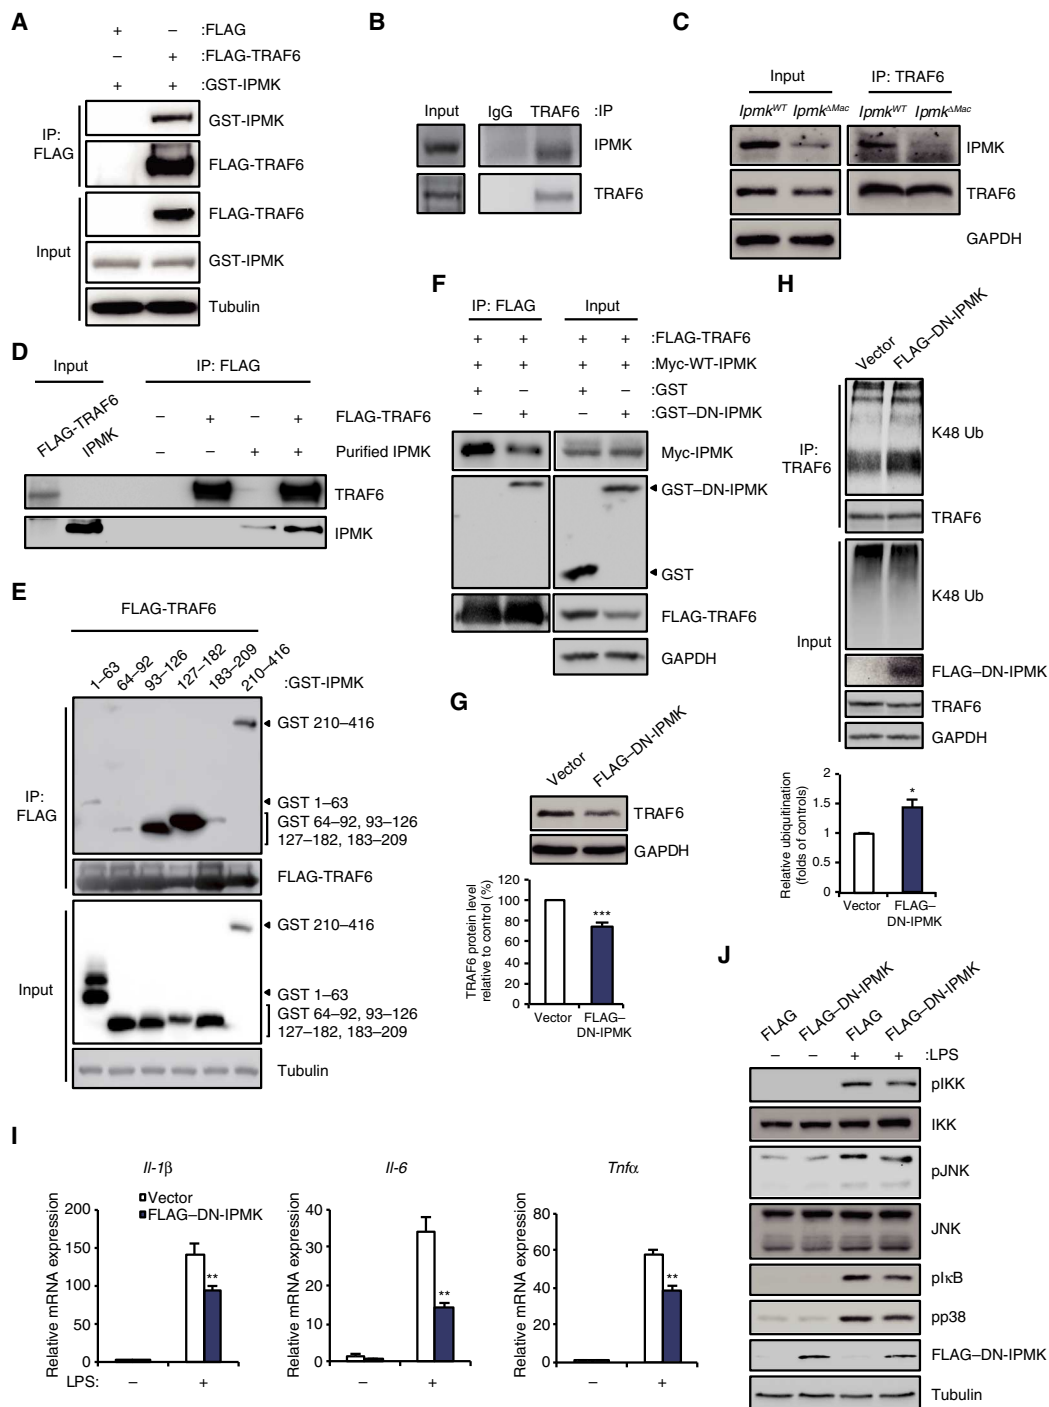 A
+ – :FLAG
– + :FLAG-TRAF6
+ + :GST-IPMK
IP:
FLAG
GST-IPMK
FLAG-TRAF6
Input
FLAG-TRAF6
GST-IPMK
Tubulin
B
Input IgG TRAF6 :IP
IPMK
TRAF6
C
Input IP: TRAF6
IpmkWT IpmkΔMac IpmkWT IpmkΔMac
IPMK
TRAF6
GAPDH
D
Input IP: FLAG
FLAG-TRAF6
IPMK
– + – + FLAG-TRAF6
– – + + Purified IPMK
TRAF6
IPMK
E
FLAG-TRAF6
1–63
64–92
93–126
127–182
183–209
210–416
:GST-IPMK
IP:
FLAG
GST 210–416
GST 1–63
GST 64–92, 93–126
127–182, 183–209
FLAG-TRAF6
Input
GST 210–416
GST 1–63
GST 64–92, 93–126
127–182, 183–209
Tubulin
F
IP: FLAG Input
+ + + + :FLAG-TRAF6
+ + + + :Myc-WT-IPMK
+ – + – :GST
– + – + :GST–DN-IPMK
Myc-IPMK
GST–DN-IPMK
GST
FLAG-TRAF6
GAPDH
G
Vector
FLAG–DN-IPMK
TRAF6
GAPDH
TRAF6 protein level
relative to control (%)
120
100
80
60
40
20
0
***
Vector FLAG–
DN-IPMK
H
Vector
FLAG–DN-IPMK
IP:
TRAF6
K48 Ub
TRAF6
Input
K48 Ub
FLAG–DN-IPMK
TRAF6
GAPDH
Relative ubiquitination
(folds of controls)
2
1.5
1
0.5
0
*
Vector FLAG–
DN-IPMK
I
Il-1β
Vector
FLAG–DN-IPMK
Relative mRNA expression
200
150
100
50
0
**
LPS: – +
Il-6
Relative mRNA expression
40
30
20
10
0
**
– +
Tnfα
Relative mRNA expression
80
60
40
20
0
**
– +
J
FLAG
FLAG–DN-IPMK
FLAG
FLAG–DN-IPMK
– – + + :LPS
pIKK
IKK
pJNK
JNK
pIκB
pp38
FLAG–DN-IPMK
Tubulin